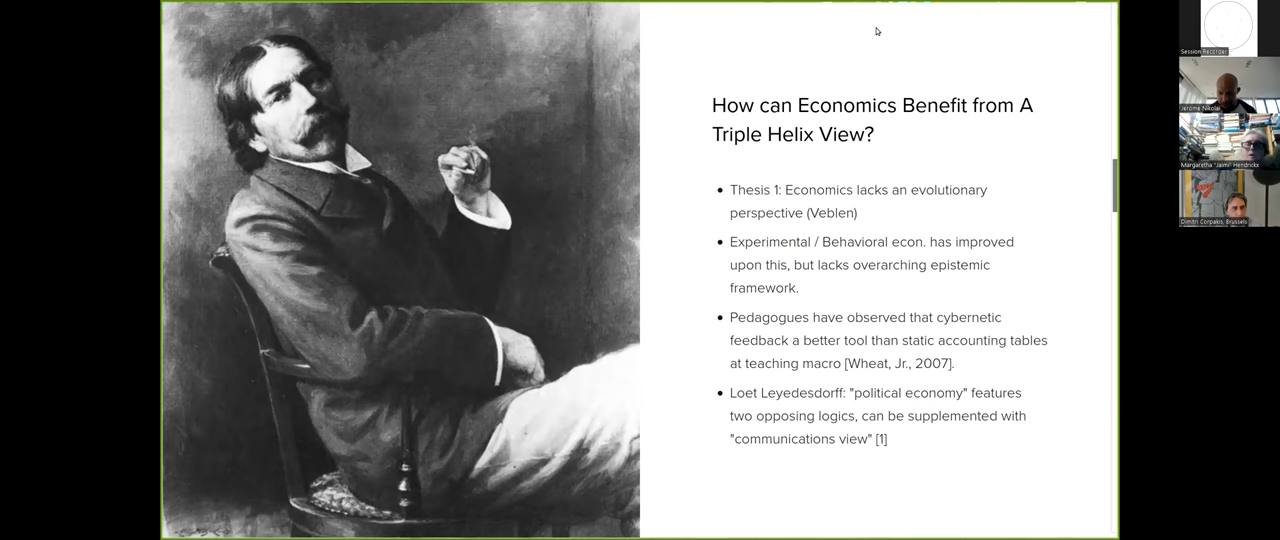 How can Economics Benefit from A
Triple Helix View?
• Thesis 1: Economics lacks an evolutionary
perspective (Veblen)
• Experimental / Behavioral econ. has improved
upon this, but lacks overarching epistemic
framework.
• Pedagogues have observed that cybernetic
feedback a better tool than static accounting tables
at teaching macro [Wheat, Jr., 2007].
• Loet Leyedesdorff: "political economy" features
two opposing logics, can be supplemented with
"communications view" [1]
Session Recorder
Jerome Nikolai
Margaretha "Jaimi" Hendrickx
Dimitri Corpakis, Brussels